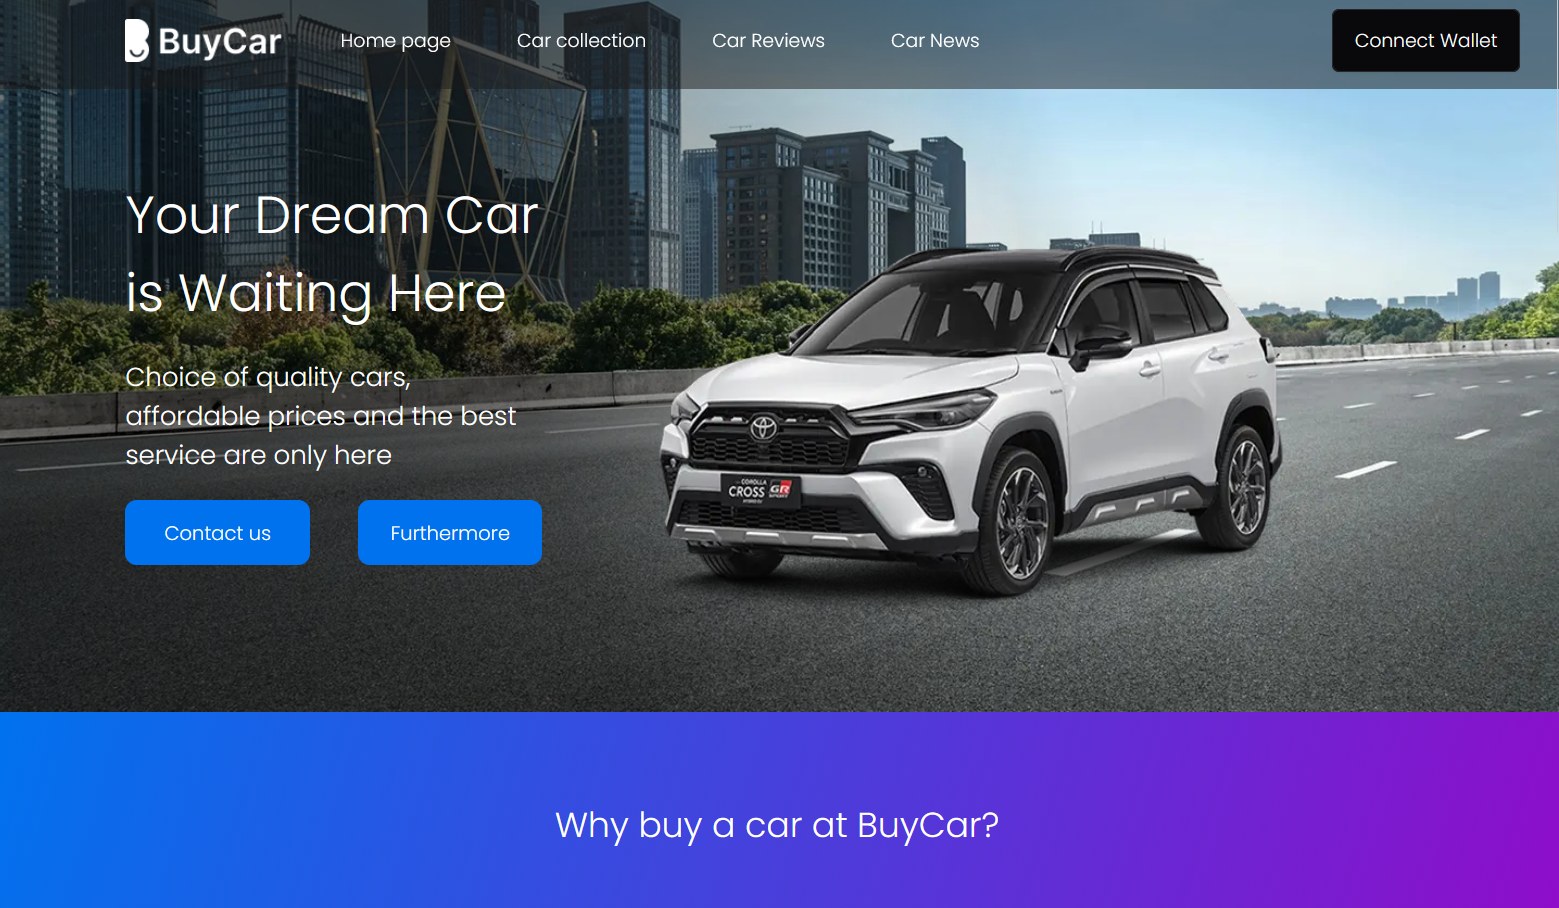 BuyCar
Home page
Car collection
Car Reviews
Car News
Connect Wallet
Your Dream Car
is Waiting Here
Choice of quality cars,
affordable prices and the best
service are only here
Contact us
Furthermore
COROLLA
CROSS GR
SPORT
Why buy a car at BuyCar?